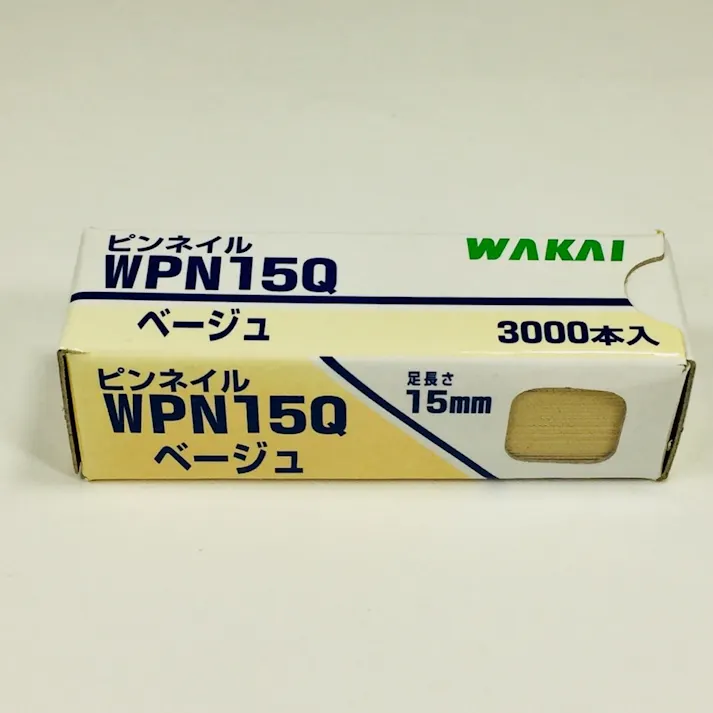 ピンネイル
WAKAI
WPN15Q
ベージュ
3000本入
ピンネイル
足長さ
WPN15Q
15mm
ベージュ